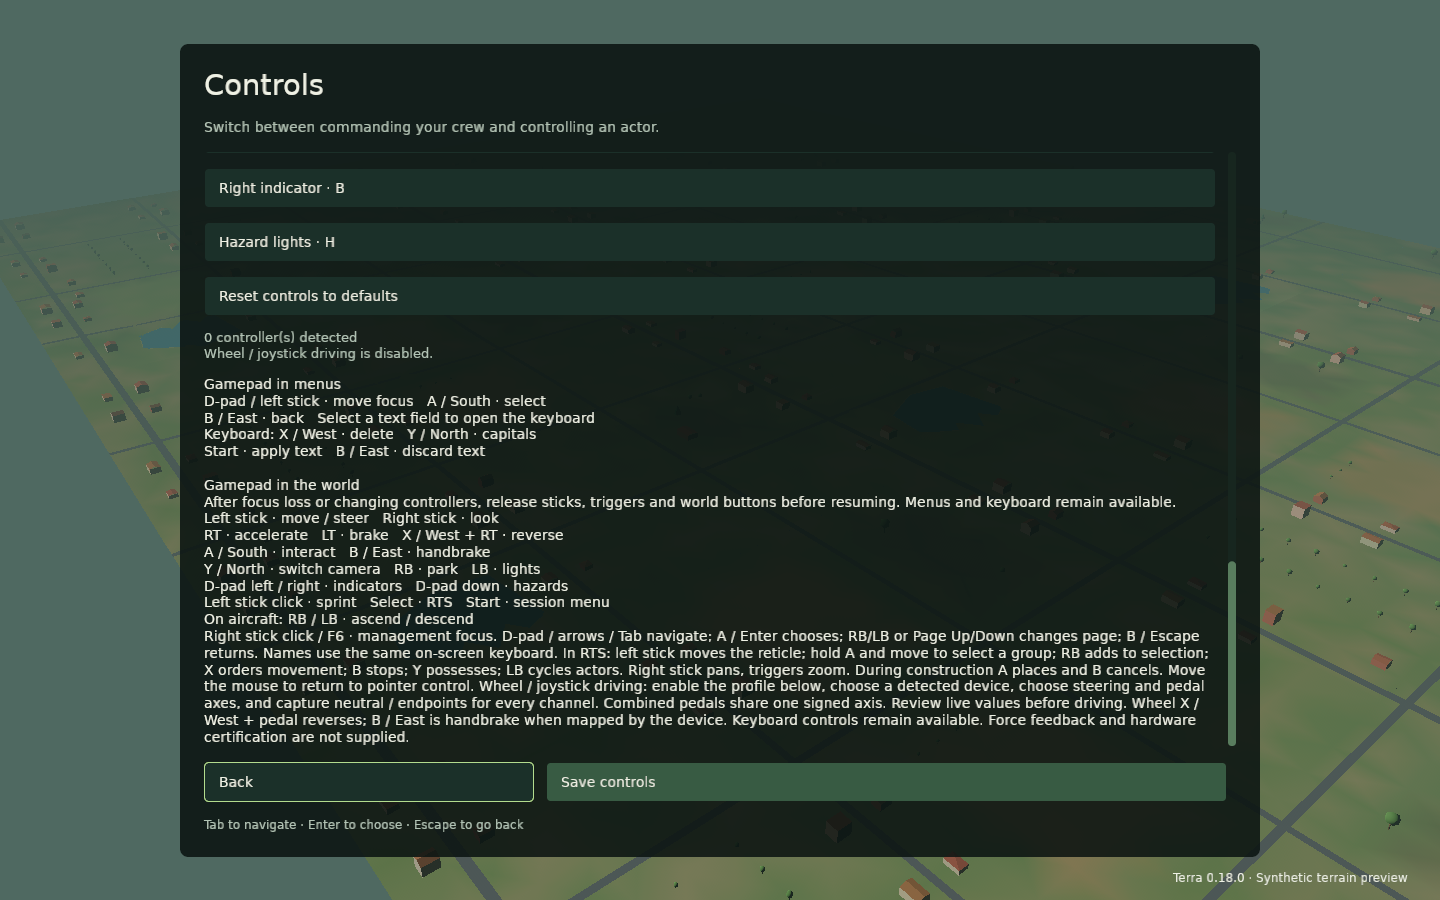 Controls
Switch between commanding your crew and controlling an actor.
Right indicator · B
Hazard lights · H
Reset controls to defaults
0 controller(s) detected
Wheel / joystick driving is disabled.
Gamepad in menus
D-pad / left stick · move focus   A / South · select
B / East · back   Select a text field to open the keyboard
Keyboard: X / West · delete   Y / North · capitals
Start · apply text   B / East · discard text
Gamepad in the world
After focus loss or changing controllers, release sticks, triggers and world buttons before resuming. Menus and keyboard remain available.
Left stick · move / steer   Right stick · look
RT · accelerate   LT · brake   X / West + RT · reverse
A / South · interact   B / East · handbrake
Y / North · switch camera   RB · park   LB · lights
D-pad left / right · indicators   D-pad down · hazards
Left stick click · sprint   Select · RTS   Start · session menu
On aircraft: RB / LB · ascend / descend
Right stick click / F6 · management focus. D-pad / arrows / Tab navigate; A / Enter chooses; RB/LB or Page Up/Down changes page; B / Escape
returns. Names use the same on-screen keyboard. In RTS: left stick moves the reticle; hold A and move to select a group; RB adds to selection;
X orders movement; B stops; Y possesses; LB cycles actors. Right stick pans, triggers zoom. During construction A places and B cancels. Move
the mouse to return to pointer control. Wheel / joystick driving: enable the profile below, choose a detected device, choose steering and pedal
axes, and capture neutral / endpoints for every channel. Combined pedals share one signed axis. Review live values before driving. Wheel X /
West + pedal reverses; B / East is handbrake when mapped by the device. Keyboard controls remain available. Force feedback and hardware
certification are not supplied.
Back
Save controls
Tab to navigate · Enter to choose · Escape to go back
Terra 0.18.0 · Synthetic terrain preview